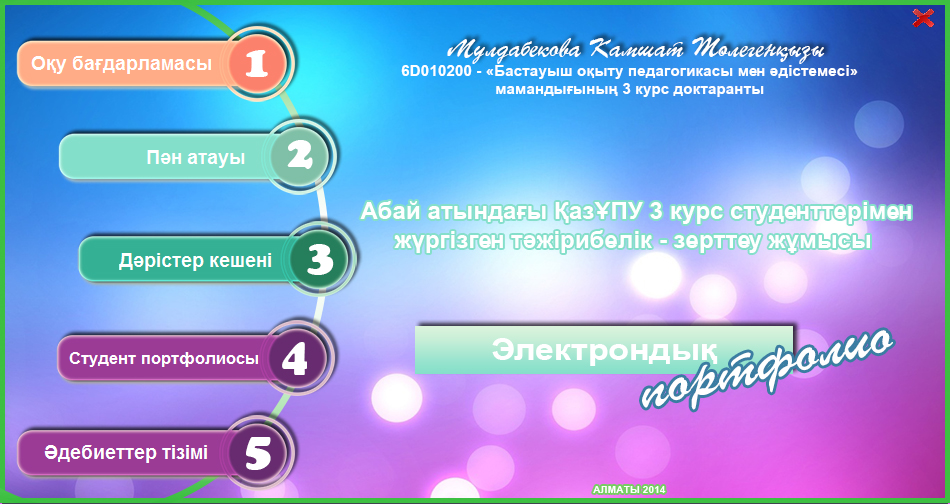 Оқу бағдарламасы
1
Пән атауы
2
Дәрістер кешені
3
Студент портфолиосы
4
Әдебиеттер тізімі
5
Мулдабекова Камшат Төлегенқызы
6D010200 - «Бастауыш оқыту педагогикасы мен әдістемесі»
мамандығының 3 курс доктаранты
Абай атындағы ҚазҰПУ 3 курс студенттерімен
жүргізген тәжірибелік - зерттеу жұмысы
Электрондық
портфолио
АЛМАТЫ 2014